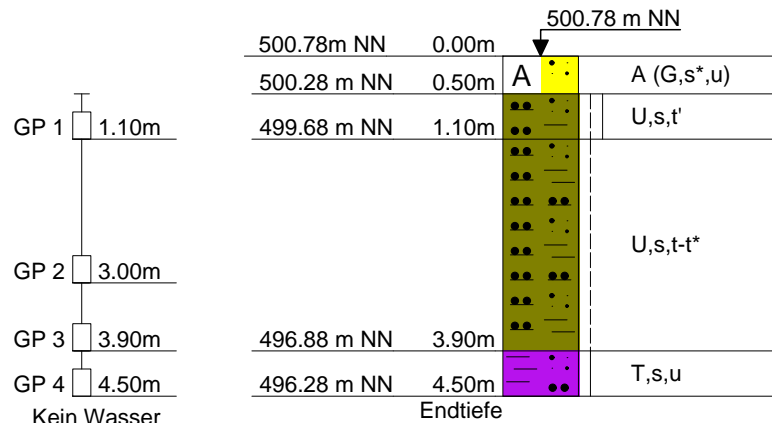 500.78 m NN
500.78m NN 0.00m
A A (G,s*,u)
500.28 m NN 0.50m
U,s,t'
GP 1 1.10m 499.68 m NN 1.10m
U,s,t-t*
GP 2 3.00m
GP 3 3.90m 496.88 m NN 3.90m
T,s,u
GP 4 4.50m 496.28 m NN 4.50m
Kein Wasser Endtiefe